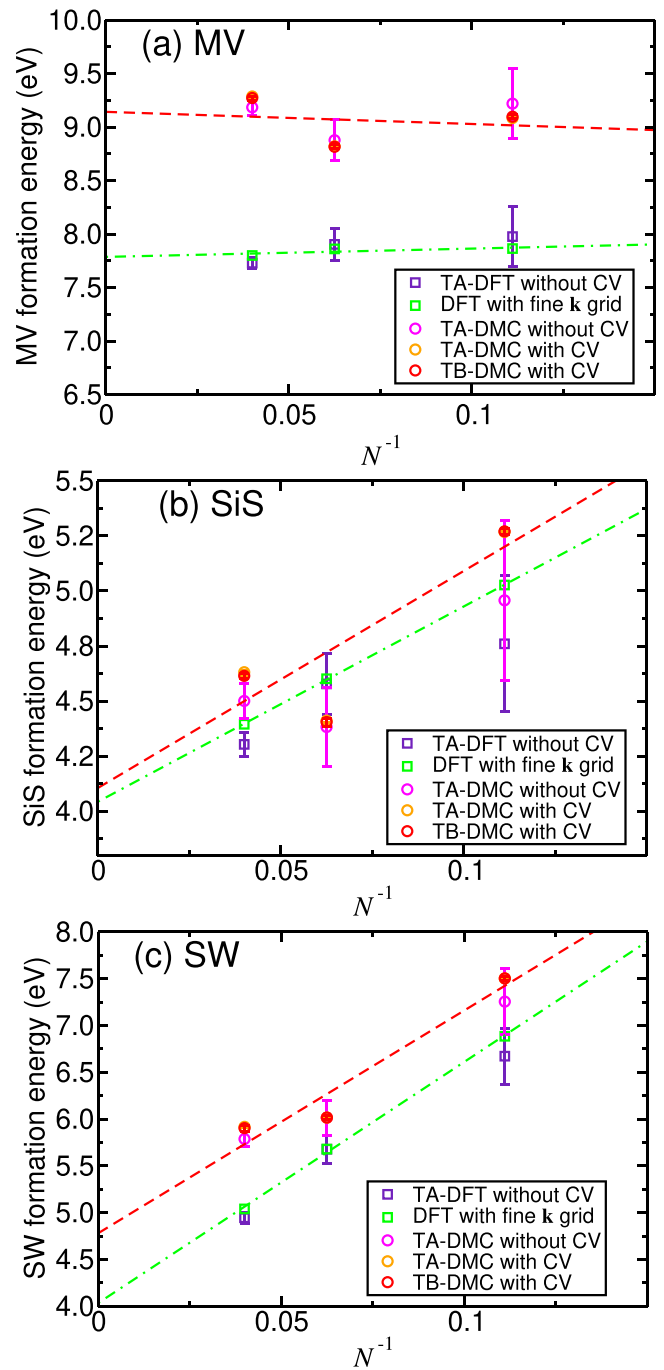 10.0
(a) MV
9.5
9.0
8.5
8.0
7.5
7.0
6.5
MV formation energy (eV)
TA-DFT without CV
DFT with fine k grid
TA-DMC without CV
TA-DMC with CV
TB-DMC with CV
0
0.05
0.1
N⁻¹
5.5
(b) SiS
5.2
5.0
4.8
4.5
4.2
4.0
SiS formation energy (eV)
TA-DFT without CV
DFT with fine k grid
TA-DMC without CV
TA-DMC with CV
TB-DMC with CV
0
0.05
0.1
N⁻¹
8.0
(c) SW
7.5
7.0
6.5
6.0
5.5
5.0
4.5
4.0
SW formation energy (eV)
TA-DFT without CV
DFT with fine k grid
TA-DMC without CV
TA-DMC with CV
TB-DMC with CV
0
0.05
0.1
N⁻¹